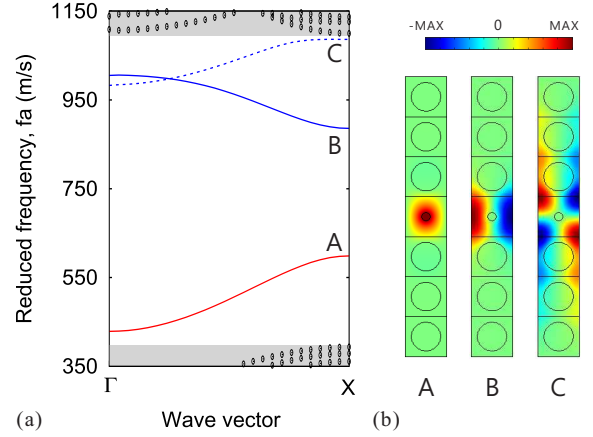 1150
950
750
550
350
Reduced frequency, fa (m/s)
C
B
A
Γ
X
(a)
Wave vector
-MAX 0 MAX
A B C
(b)